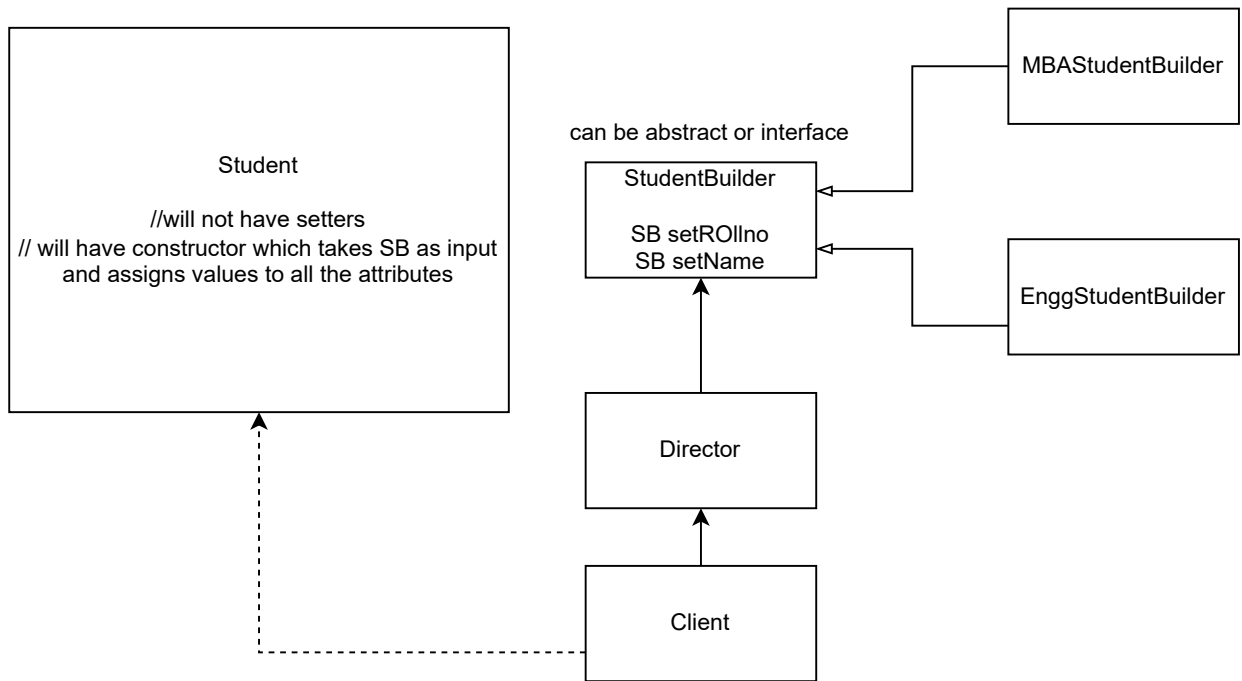 Student
//will not have setters
// will have constructor which takes SB as input
and assigns values to all the attributes
can be abstract or interface
StudentBuilder
SB setROllno
SB setName
MBAStudentBuilder
EnggStudentBuilder
Director
Client